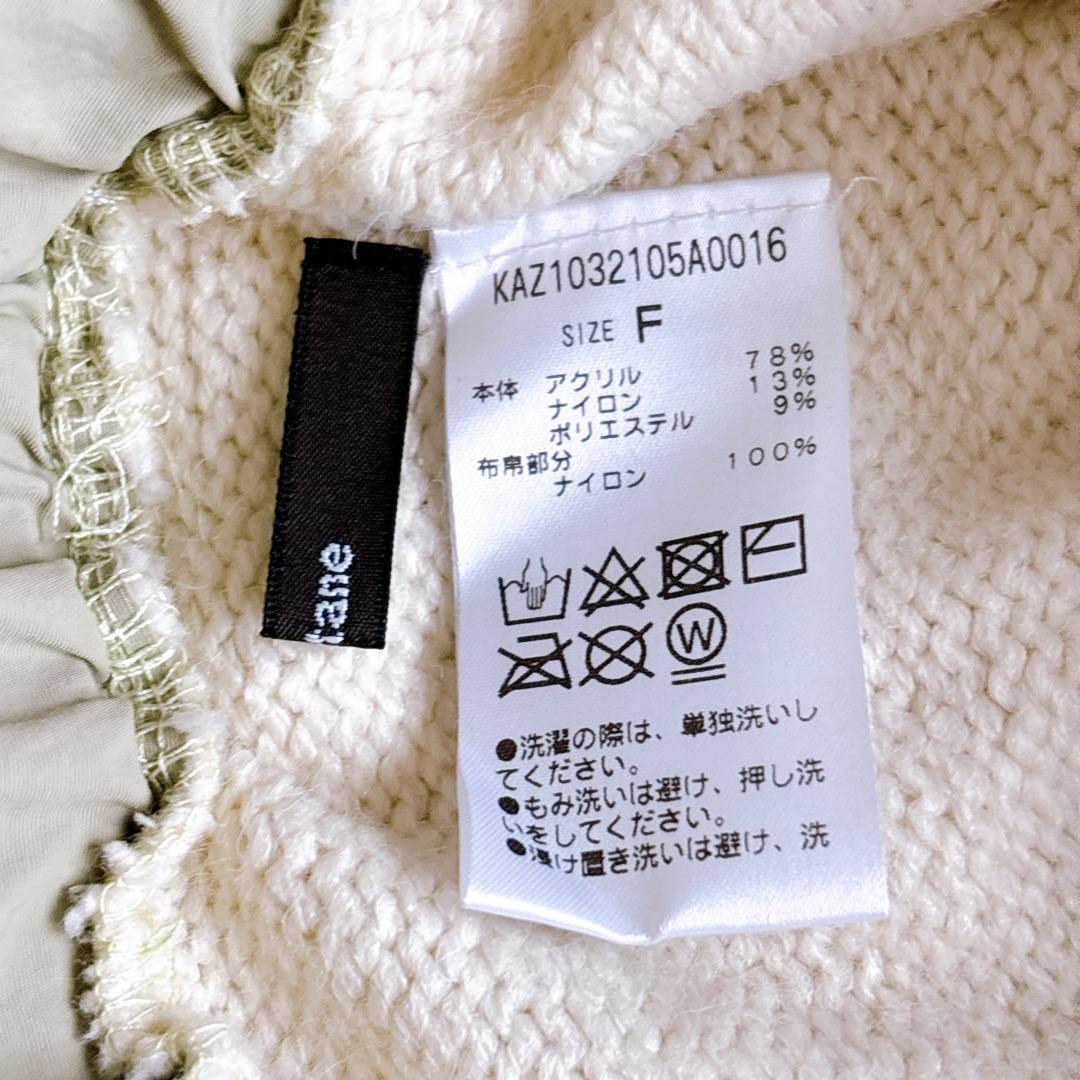 tane
KAZ1032105A0016
SIZE F
本体 アクリル 78%
ナイロン 13%
ポリエステル 9%
布帛部分
ナイロン 100%
W
●洗濯の際は、単独洗いし
てください。
●もみ洗いは避け、押し洗
いをしてください。
●漬け置き洗いは避け、洗